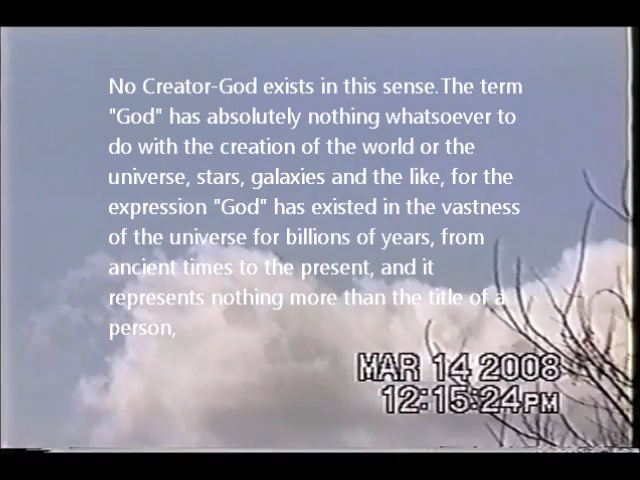 No Creator-God exists in this sense.The term
"God" has absolutely nothing whatsoever to
do with the creation of the world or the
universe, stars, galaxies and the like, for the
expression "God" has existed in the vastness
of the universe for billions of years, from
ancient times to the present, and it
represents nothing more than the title of a
person,
MAR 14 2008
12:15:24PM